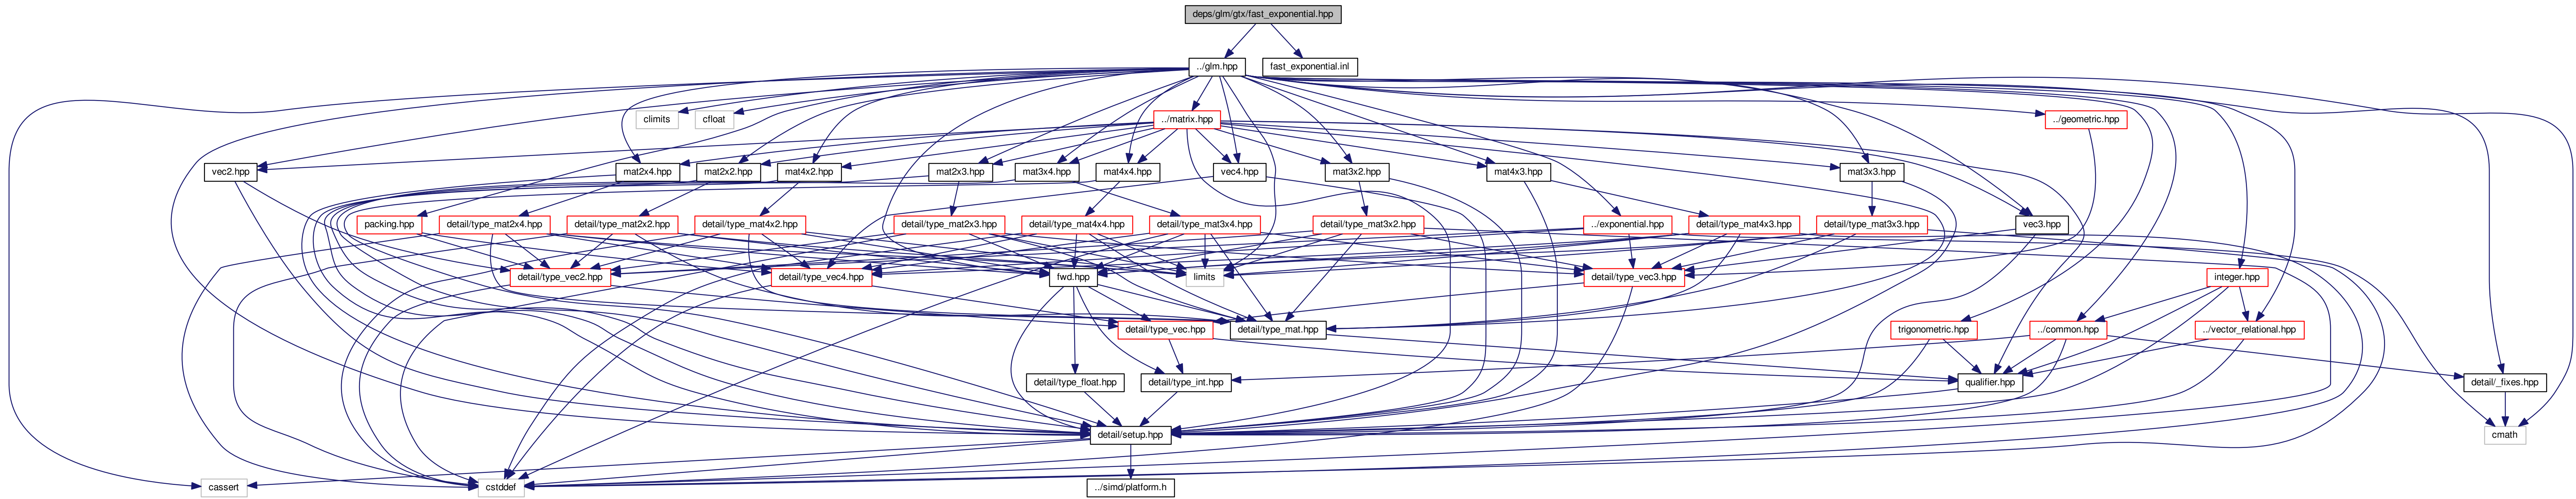 deps/glm/gtx/fast_exponential.hpp
../glm.hpp
fast_exponential.inl
climits
cfloat
../matrix.hpp
../geometric.hpp
vec2.hpp
mat2x4.hpp
mat2x2.hpp
mat4x2.hpp
mat2x3.hpp
mat3x4.hpp
mat4x4.hpp
vec4.hpp
mat3x2.hpp
mat4x3.hpp
mat3x3.hpp
packing.hpp
detail/type_mat2x4.hpp
detail/type_mat2x2.hpp
detail/type_mat4x2.hpp
detail/type_mat2x3.hpp
detail/type_mat4x4.hpp
detail/type_mat3x4.hpp
detail/type_mat3x2.hpp
../exponential.hpp
detail/type_mat4x3.hpp
detail/type_mat3x3.hpp
vec3.hpp
detail/type_vec2.hpp
detail/type_vec4.hpp
fwd.hpp
limits
detail/type_vec3.hpp
integer.hpp
detail/type_vec.hpp
detail/type_mat.hpp
trigonometric.hpp
../common.hpp
../vector_relational.hpp
detail/type_float.hpp
detail/type_int.hpp
qualifier.hpp
detail/_fixes.hpp
detail/setup.hpp
cmath
cassert
cstddef
../simd/platform.h